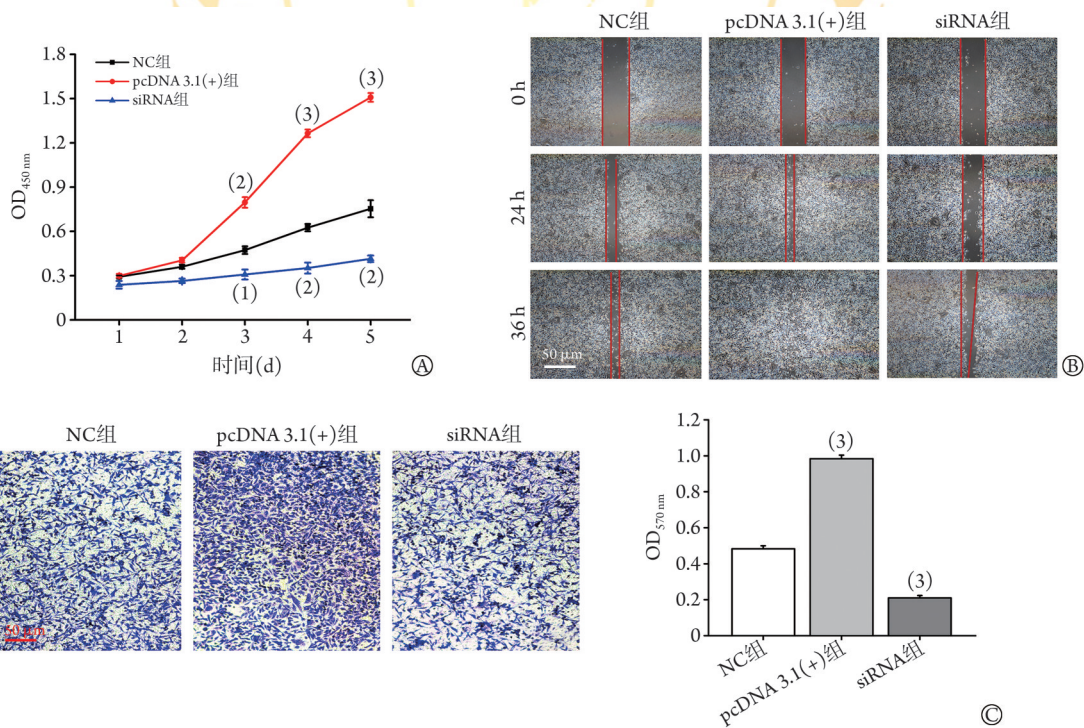 1.8
1.5
1.2
0.9
0.6
0.3
0
OD450 nm
NC组
pcDNA 3.1(+)组
siRNA组
(3)
(3)
(2)
(1)
(2)
(2)
1 2 3 4 5
时间(d)
Ⓐ
NC组 pcDNA 3.1(+)组 siRNA组
0 h
24 h
36 h
50 μm
Ⓑ
NC组 pcDNA 3.1(+)组 siRNA组
50 μm
1.2
1.0
0.8
0.6
0.4
0.2
0
OD570 nm
(3)
(3)
NC组
pcDNA 3.1(+)组
siRNA组
Ⓒ